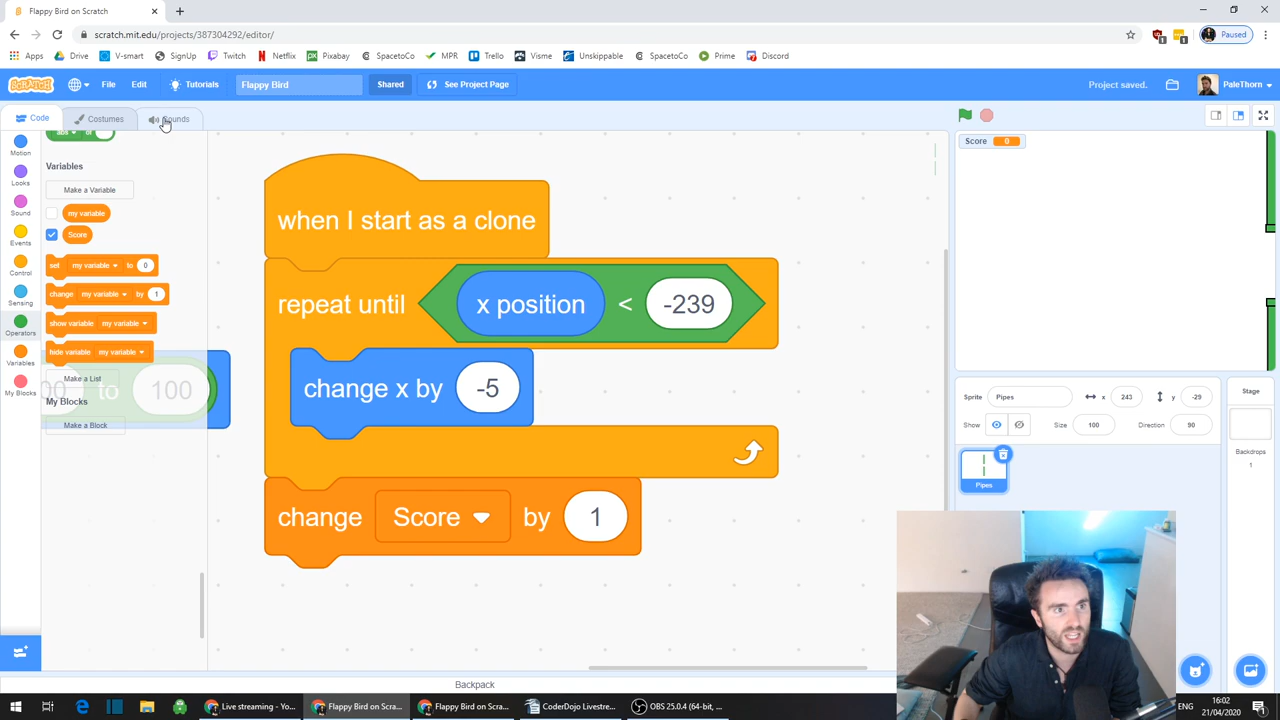 Flappy Bird on Scratch
scratch.mit.edu/projects/387304292/editor/
Paused
Apps Drive V-smart SignUp Twitch Netflix Pixabay SpacetoCo MPR Trello Visme Unskippable SpacetoCo Prime Discord
SCRATCH File Edit Tutorials Flappy Bird Shared See Project Page Project saved. PaleThorn
Code Costumes Sounds
Motion
Looks
Sound
Events
Control
Sensing
Operators
Variables
My Blocks
abs of
Variables
Make a Variable
my variable
Score
set my variable to 0
change my variable by 1
show variable my variable
hide variable my variable
Make a List
My Blocks
Make a Block
to 100
when I start as a clone
repeat until x position < -239
change x by -5
change Score by 1
Backpack
Score 0
Sprite Pipes x 243 y -29
Show Size 100 Direction 90
Pipes
Stage
Backdrops
1
Live streaming - Yo...
Flappy Bird on Scra...
Flappy Bird on Scra...
CoderDojo Livestre...
OBS 25.0.4 (64-bit, ...
ENG
16:02
21/04/2020